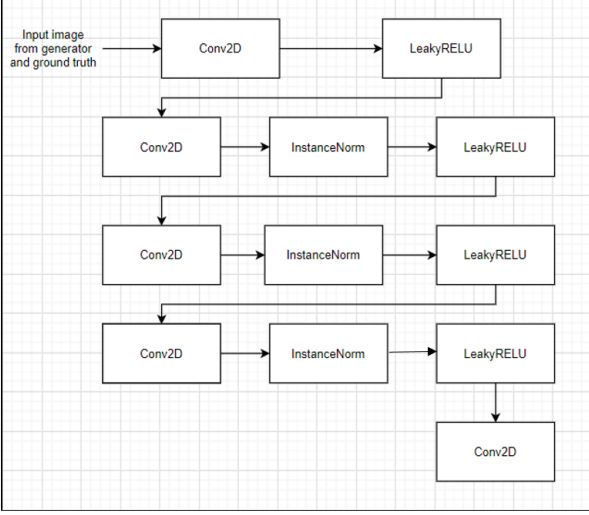 Input image
from generator
and ground truth
Conv2D
LeakyRELU
Conv2D
InstanceNorm
LeakyRELU
Conv2D
InstanceNorm
LeakyRELU
Conv2D
InstanceNorm
LeakyRELU
Conv2D